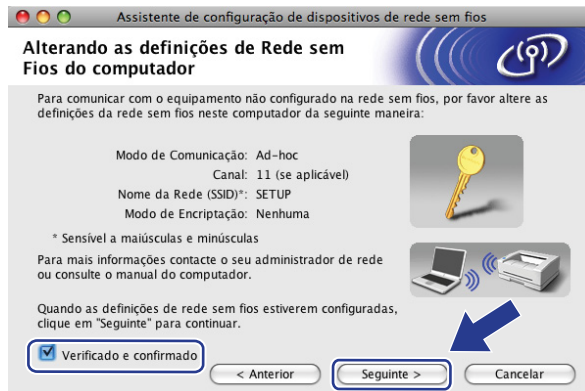 Assistente de configuração de dispositivos de rede sem fios
Alterando as definições de Rede sem
Fios do computador
Para comunicar com o equipamento não configurado na rede sem fios, por favor altere as
definições da rede sem fios neste computador da seguinte maneira:
Modo de Comunicação: Ad-hoc
Canal: 11 (se aplicável)
Nome da Rede (SSID)*: SETUP
Modo de Encriptação: Nenhuma
* Sensível a maiúsculas e minúsculas
Para mais informações contacte o seu administrador de rede
ou consulte o manual do computador.
Quando as definições de rede sem fios estiverem configuradas,
clique em "Seguinte" para continuar.
Verificado e confirmado
< Anterior
Seguinte >
Cancelar